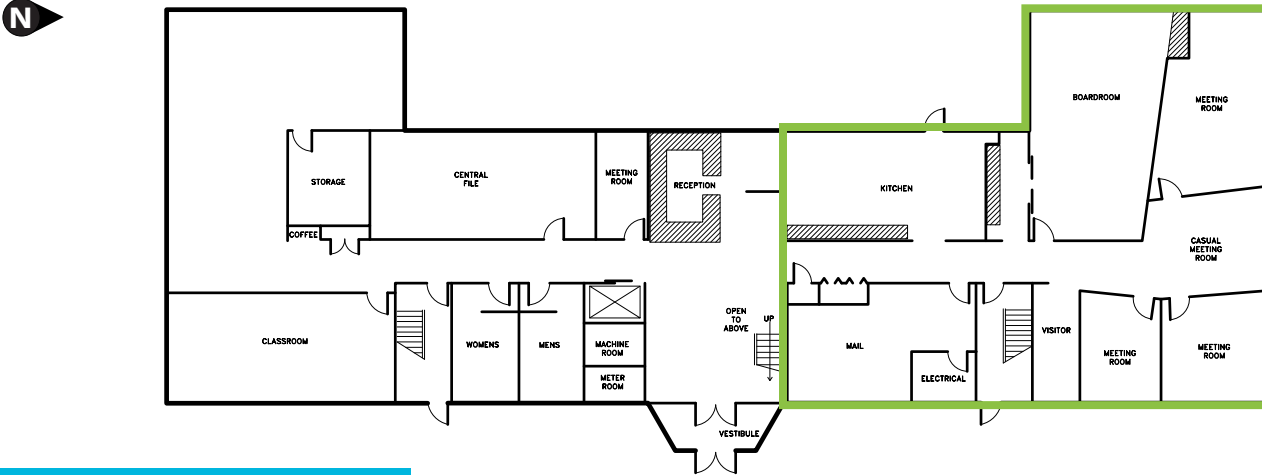 N
BOARDROOM
MEETING
ROOM
STORAGE
CENTRAL
FILE
MEETING
ROOM
RECEPTION
KITCHEN
COFFEE
CASUAL
MEETING
ROOM
OPEN
TO
ABOVE
UP
CLASSROOM
WOMENS
MENS
MACHINE
ROOM
METER
ROOM
MAIL
ELECTRICAL
VISITOR
MEETING
ROOM
MEETING
ROOM
VESTIBULE